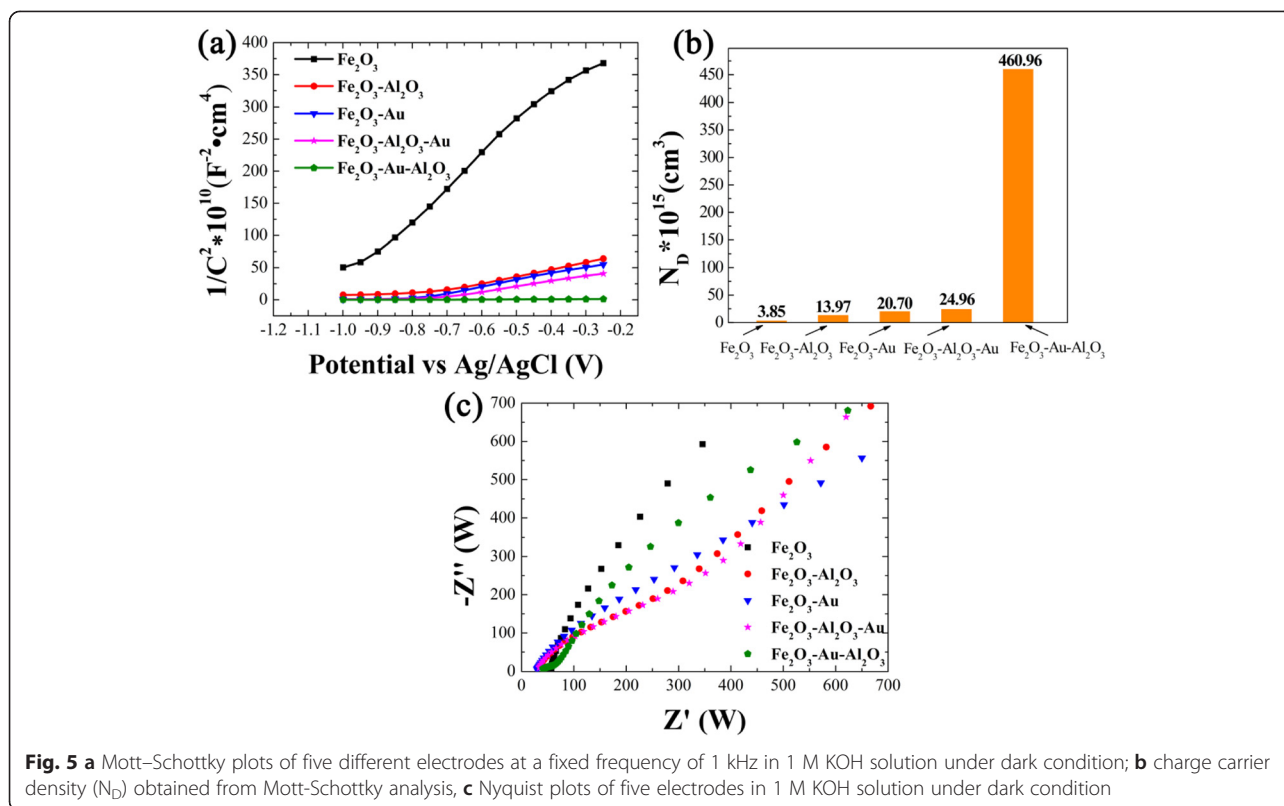 (a)
400
350
300
250
200
150
100
50
0
1/C²*10¹⁰(F⁻²•cm⁴)
Fe₂O₃
Fe₂O₃-Al₂O₃
Fe₂O₃-Au
Fe₂O₃-Al₂O₃-Au
Fe₂O₃-Au-Al₂O₃
-1.2 -1.1 -1.0 -0.9 -0.8 -0.7 -0.6 -0.5 -0.4 -0.3 -0.2
Potential vs Ag/AgCl (V)
(b)
450
400
350
300
250
200
150
100
50
0
N_D*10¹⁵(cm³)
3.85 13.97 20.70 24.96 460.96
Fe₂O₃ Fe₂O₃-Al₂O₃ Fe₂O₃-Au Fe₂O₃-Al₂O₃-Au Fe₂O₃-Au-Al₂O₃
(c)
700
600
500
400
300
200
100
0
-Z'' (W)
Fe₂O₃
Fe₂O₃-Al₂O₃
Fe₂O₃-Au
Fe₂O₃-Al₂O₃-Au
Fe₂O₃-Au-Al₂O₃
0 100 200 300 400 500 600 700
Z' (W)
Fig. 5 a Mott–Schottky plots of five different electrodes at a fixed frequency of 1 kHz in 1 M KOH solution under dark condition; b charge carrier
density (N_D) obtained from Mott-Schottky analysis, c Nyquist plots of five electrodes in 1 M KOH solution under dark condition